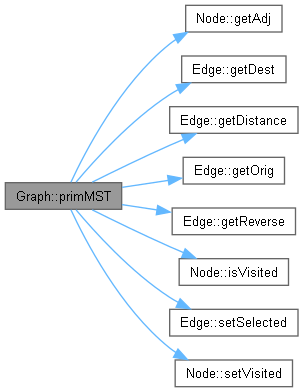 Node::getAdj
Edge::getDest
Edge::getDistance
Edge::getOrig
Graph::primMST
Edge::getReverse
Node::isVisited
Edge::setSelected
Node::setVisited